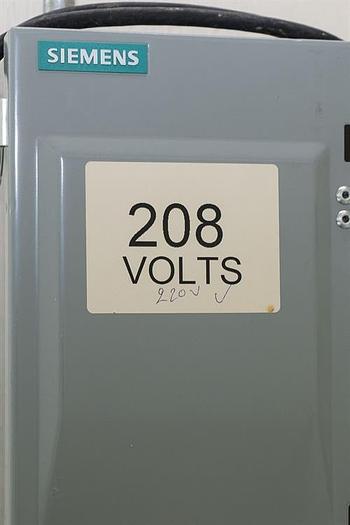 SIEMENS
208
VOLTS
220v ✓